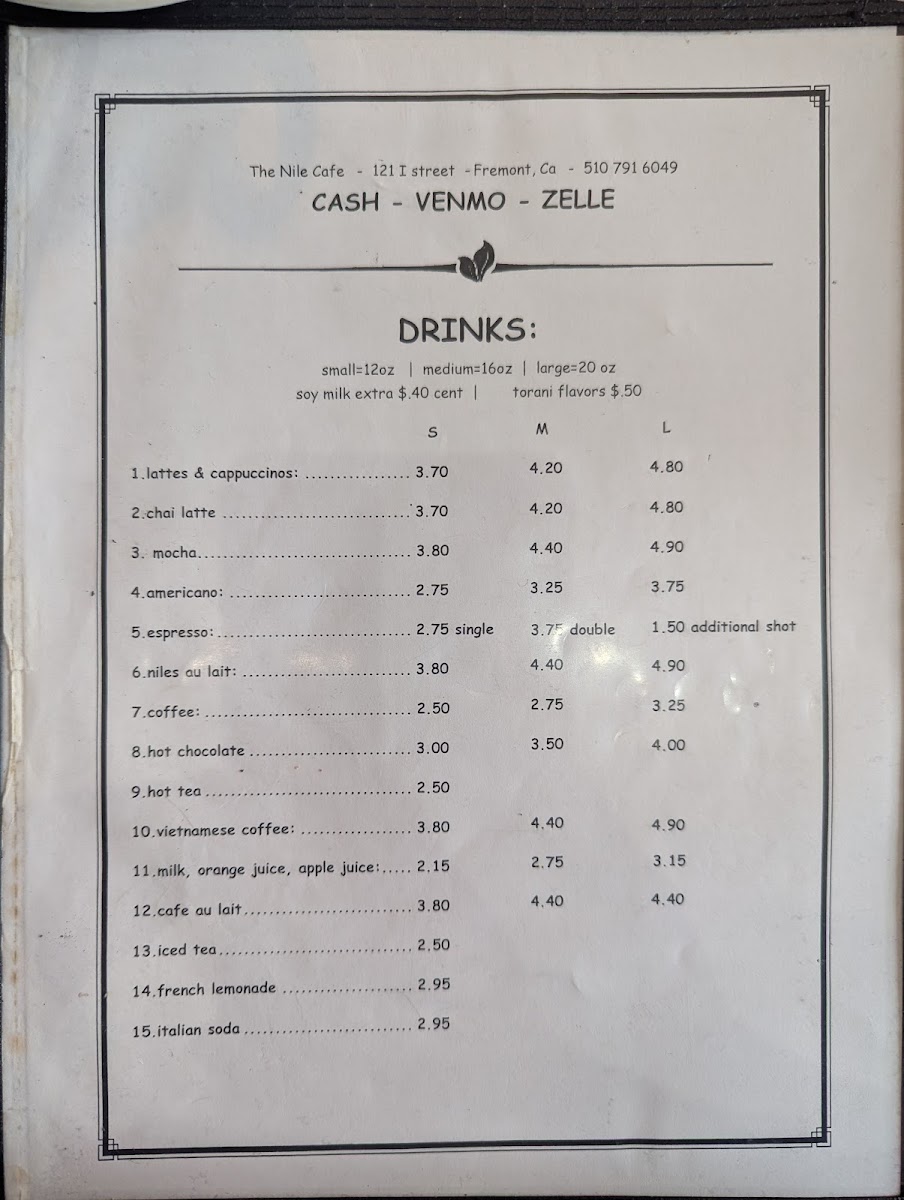 The Nile Cafe - 121 I street - Fremont, Ca - 510 791 6049
CASH - VENMO - ZELLE
DRINKS:
small=12oz | medium=16oz | large=20 oz
soy milk extra $.40 cent | torani flavors $.50
S M L
1.lattes & cappuccinos: ................. 3.70 4.20 4.80
2.chai latte ................................... 3.70 4.20 4.80
3. mocha....................................... 3.80 4.40 4.90
4.americano: .................................. 2.75 3.25 3.75
5.espresso:.................................... 2.75 single 3.75 double 1.50 additional shot
6.niles au lait: ............................... 3.80 4.40 4.90
7.coffee: ...................................... 2.50 2.75 3.25
8.hot chocolate .............................. 3.00 3.50 4.00
9.hot tea ...................................... 2.50
10.vietnamese coffee: .................... 3.80 4.40 4.90
11.milk, orange juice, apple juice:..... 2.15 2.75 3.15
12.cafe au lait............................... 3.80 4.40 4.40
13.iced tea................................... 2.50
14.french lemonade ....................... 2.95
15.italian soda .............................. 2.95